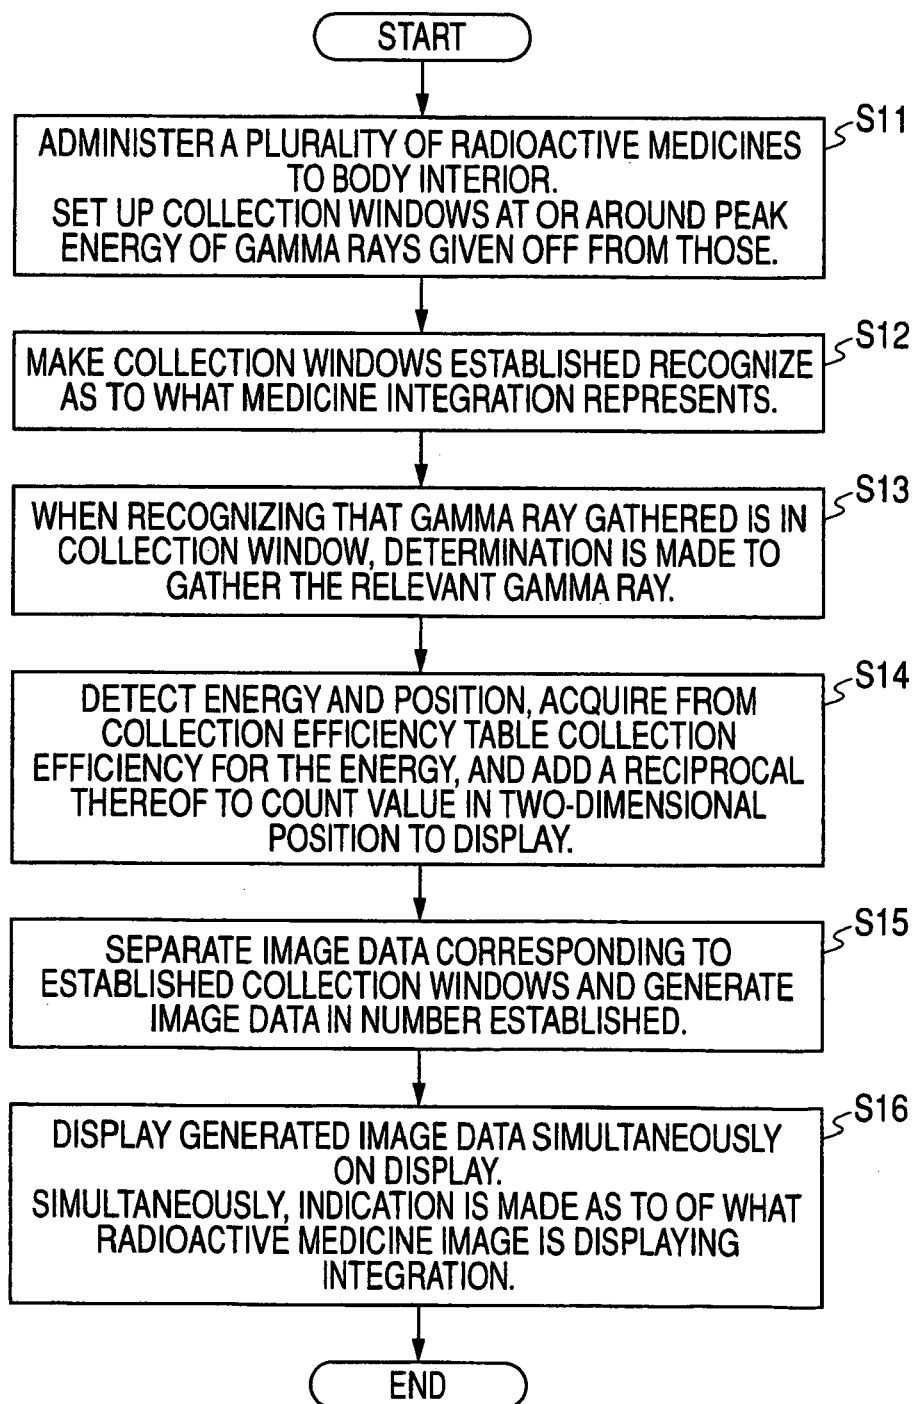 START
S11
ADMINISTER A PLURALITY OF RADIOACTIVE MEDICINES
TO BODY INTERIOR.
SET UP COLLECTION WINDOWS AT OR AROUND PEAK
ENERGY OF GAMMA RAYS GIVEN OFF FROM THOSE.
S12
MAKE COLLECTION WINDOWS ESTABLISHED RECOGNIZE
AS TO WHAT MEDICINE INTEGRATION REPRESENTS.
S13
WHEN RECOGNIZING THAT GAMMA RAY GATHERED IS IN
COLLECTION WINDOW, DETERMINATION IS MADE TO
GATHER THE RELEVANT GAMMA RAY.
S14
DETECT ENERGY AND POSITION, ACQUIRE FROM
COLLECTION EFFICIENCY TABLE COLLECTION
EFFICIENCY FOR THE ENERGY, AND ADD A RECIPROCAL
THEREOF TO COUNT VALUE IN TWO-DIMENSIONAL
POSITION TO DISPLAY.
S15
SEPARATE IMAGE DATA CORRESPONDING TO
ESTABLISHED COLLECTION WINDOWS AND GENERATE
IMAGE DATA IN NUMBER ESTABLISHED.
S16
DISPLAY GENERATED IMAGE DATA SIMULTANEOUSLY
ON DISPLAY.
SIMULTANEOUSLY, INDICATION IS MADE AS TO OF WHAT
RADIOACTIVE MEDICINE IMAGE IS DISPLAYING
INTEGRATION.
END